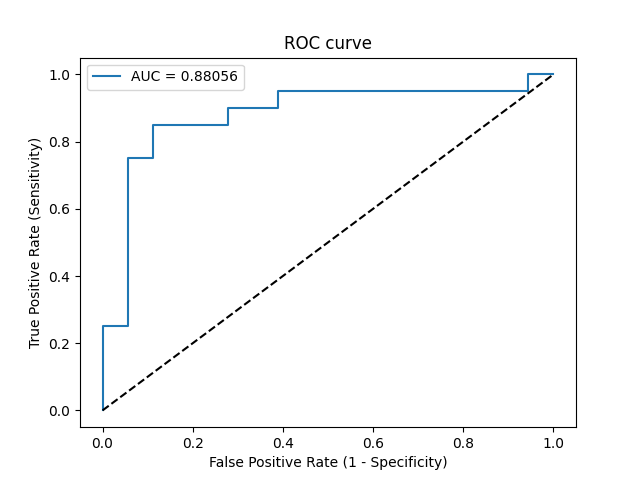 ROC curve
AUC = 0.88056
True Positive Rate (Sensitivity)
1.0
0.8
0.6
0.4
0.2
0.0
0.0 0.2 0.4 0.6 0.8 1.0
False Positive Rate (1 - Specificity)